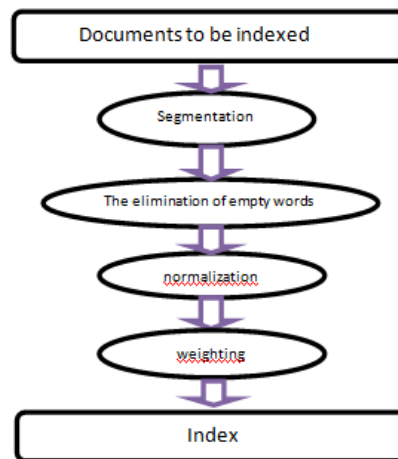 Documents to be indexed
Segmentation
The elimination of empty words
normalization
weighting
Index